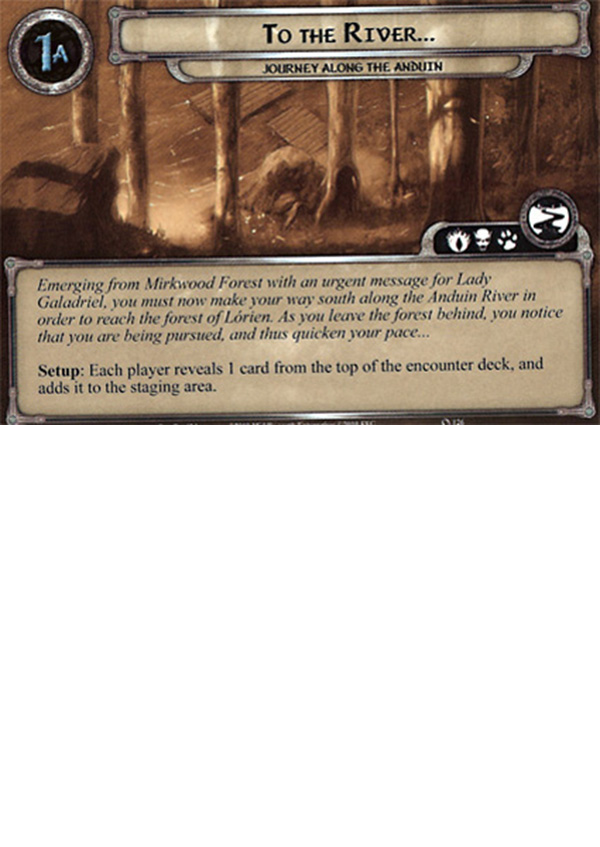 1A
TO THE RIVER...
JOURNEY ALONG THE ANDUIN
Emerging from Mirkwood Forest with an urgent message for Lady
Galadriel, you must now make your way south along the Anduin River in
order to reach the forest of Lórien. As you leave the forest behind, you notice
that you are being pursued, and thus quicken your pace...
Setup: Each player reveals 1 card from the top of the encounter deck, and
adds it to the staging area.